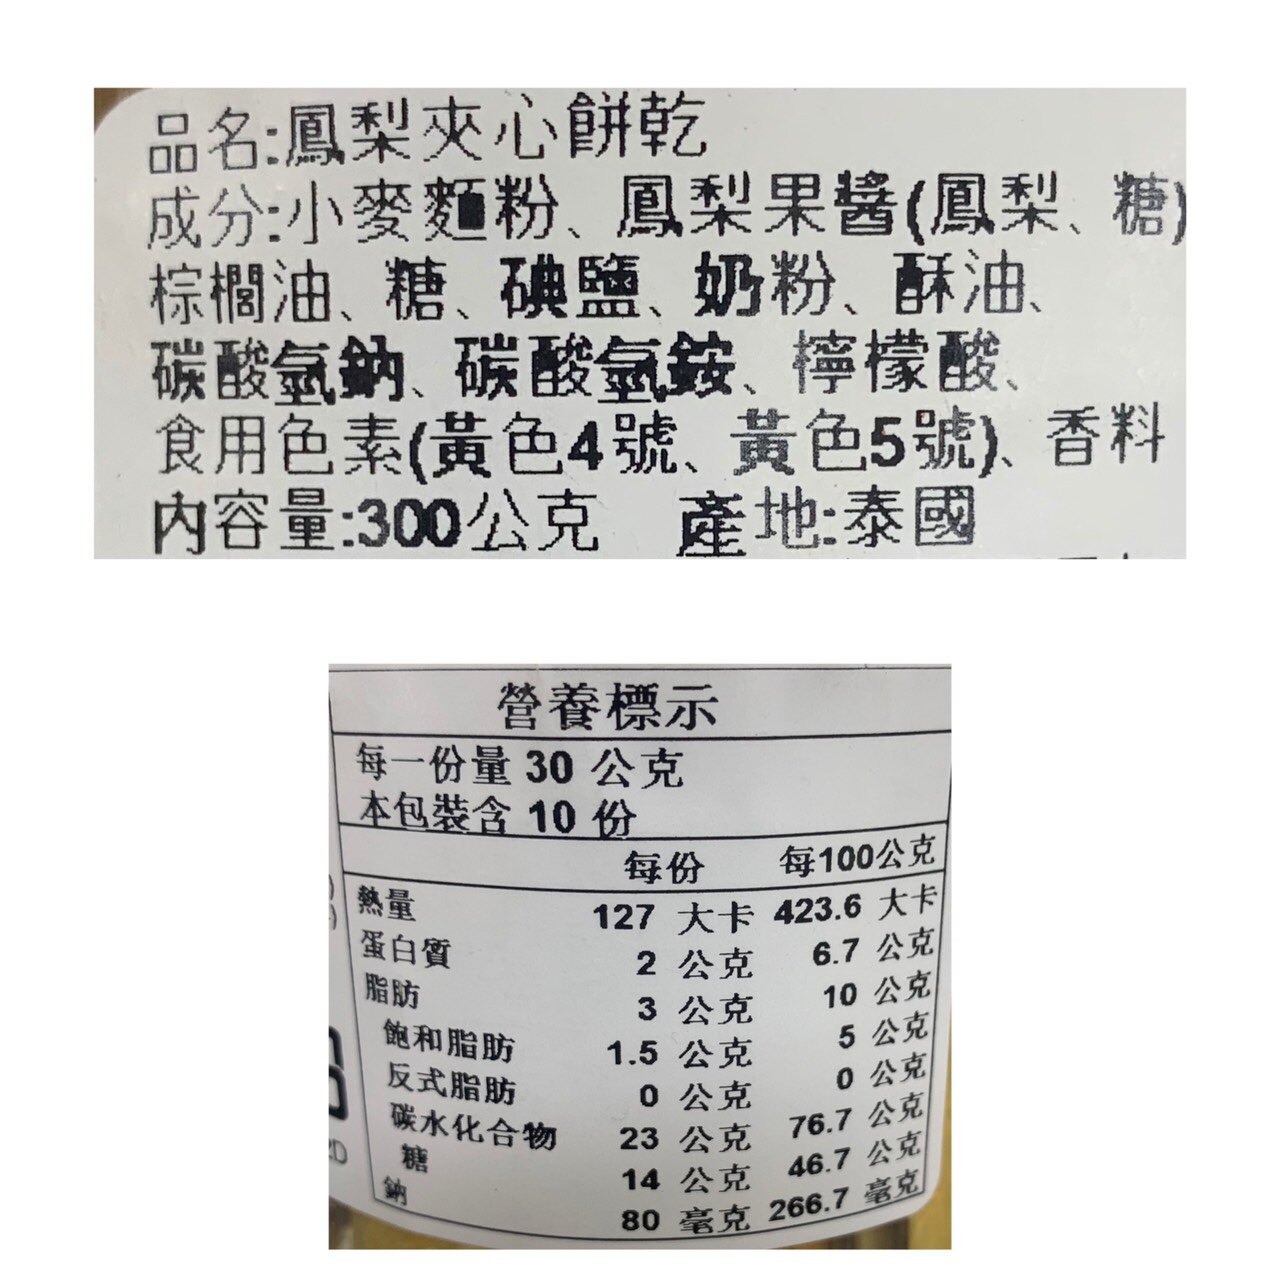 品名:鳳梨夾心餅乾
成分:小麥麵粉、鳳梨果醬(鳳梨、糖)
棕櫚油、糖、碘鹽、奶粉、酥油、
碳酸氫鈉、碳酸氫銨、檸檬酸、
食用色素(黃色4號、黃色5號)、香料
內容量:300公克 產地:泰國
營養標示
每一份量 30 公克
本包裝含 10 份
每份 每100公克
熱量 127 大卡 423.6 大卡
蛋白質 2 公克 6.7 公克
脂肪 3 公克 10 公克
飽和脂肪 1.5 公克 5 公克
反式脂肪 0 公克 0 公克
碳水化合物 23 公克 76.7 公克
糖 14 公克 46.7 公克
鈉 80 毫克 266.7 毫克